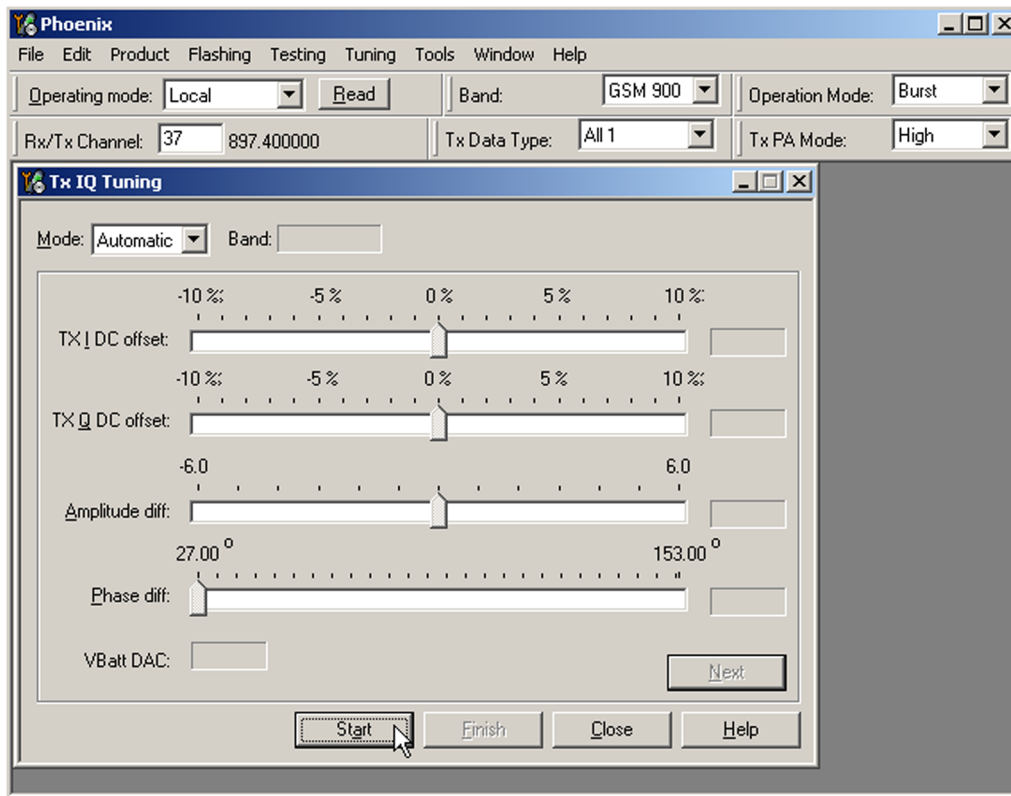 Phoenix
File Edit Product Flashing Testing Tuning Tools Window Help
Operating mode: Local Read Band: GSM 900 Operation Mode: Burst
Rx/Tx Channel: 37 897.400000 Tx Data Type: All 1 Tx PA Mode: High
Tx IQ Tuning
Mode: Automatic Band:
-10 %: -5 % 0 % 5 % 10 %:
TX I DC offset:
-10 %: -5 % 0 % 5 % 10 %:
TX Q DC offset:
-6.0 6.0
Amplitude diff:
27.00 ° 153.00 °
Phase diff:
VBatt DAC:
Next
Start Finish Close Help